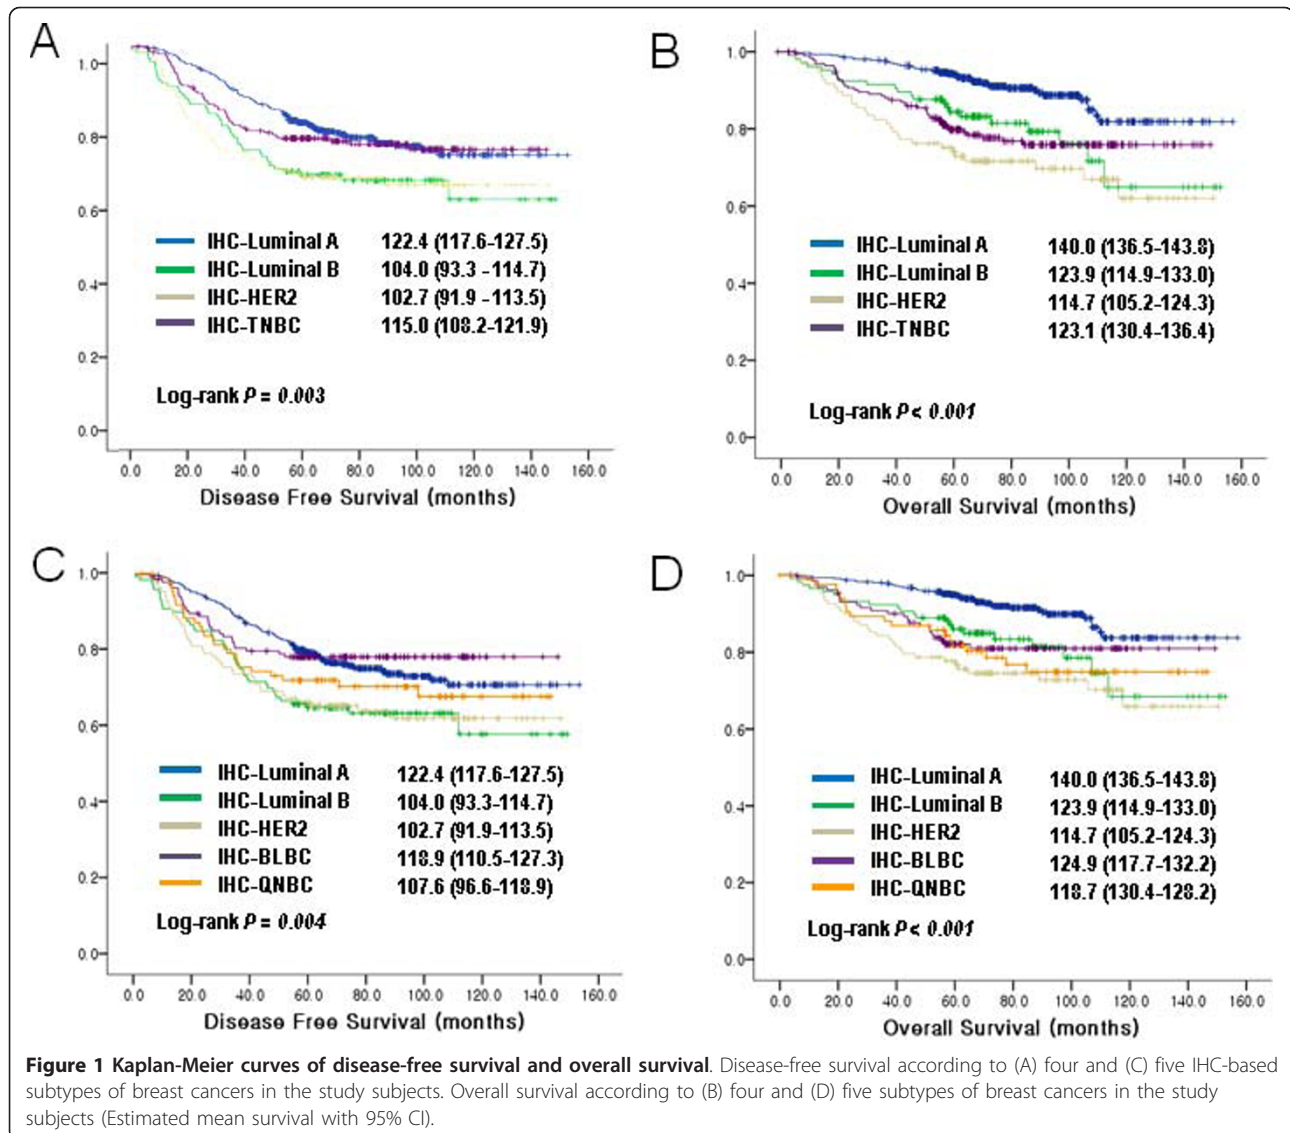 A
1.0
0.8
0.6
0.4
0.2
0.0
IHC-Luminal A 122.4 (117.6-127.5)
IHC-Luminal B 104.0 (93.3 -114.7)
IHC-HER2 102.7 (91.9 -113.5)
IHC-TNBC 115.0 (108.2-121.9)
Log-rank P = 0.003
0.0 20.0 40.0 60.0 80.0 100.0 120.0 140.0 160.0
Disease Free Survival (months)
B
1.0
0.8
0.6
0.4
0.2
0.0
IHC-Luminal A 140.0 (136.5-143.8)
IHC-Luminal B 123.9 (114.9-133.0)
IHC-HER2 114.7 (105.2-124.3)
IHC-TNBC 123.1 (130.4-136.4)
Log-rank P < 0.001
0.0 20.0 40.0 60.0 80.0 100.0 120.0 140.0 160.0
Overall Survival (months)
C
1.0
0.8
0.6
0.4
0.2
0.0
IHC-Luminal A 122.4 (117.6-127.5)
IHC-Luminal B 104.0 (93.3-114.7)
IHC-HER2 102.7 (91.9-113.5)
IHC-BLBC 118.9 (110.5-127.3)
IHC-QNBC 107.6 (96.6-118.9)
Log-rank P = 0.004
0.0 20.0 40.0 60.0 80.0 100.0 120.0 140.0 160.0
Disease Free Survival (months)
D
1.0
0.8
0.6
0.4
0.2
0.0
IHC-Luminal A 140.0 (136.5-143.8)
IHC-Luminal B 123.9 (114.9-133.0)
IHC-HER2 114.7 (105.2-124.3)
IHC-BLBC 124.9 (117.7-132.2)
IHC-QNBC 118.7 (130.4-128.2)
Log-rank P < 0.001
0.0 20.0 40.0 60.0 80.0 100.0 120.0 140.0 160.0
Overall Survival (months)
Figure 1 Kaplan-Meier curves of disease-free survival and overall survival. Disease-free survival according to (A) four and (C) five IHC-based
subtypes of breast cancers in the study subjects. Overall survival according to (B) four and (D) five subtypes of breast cancers in the study
subjects (Estimated mean survival with 95% CI).